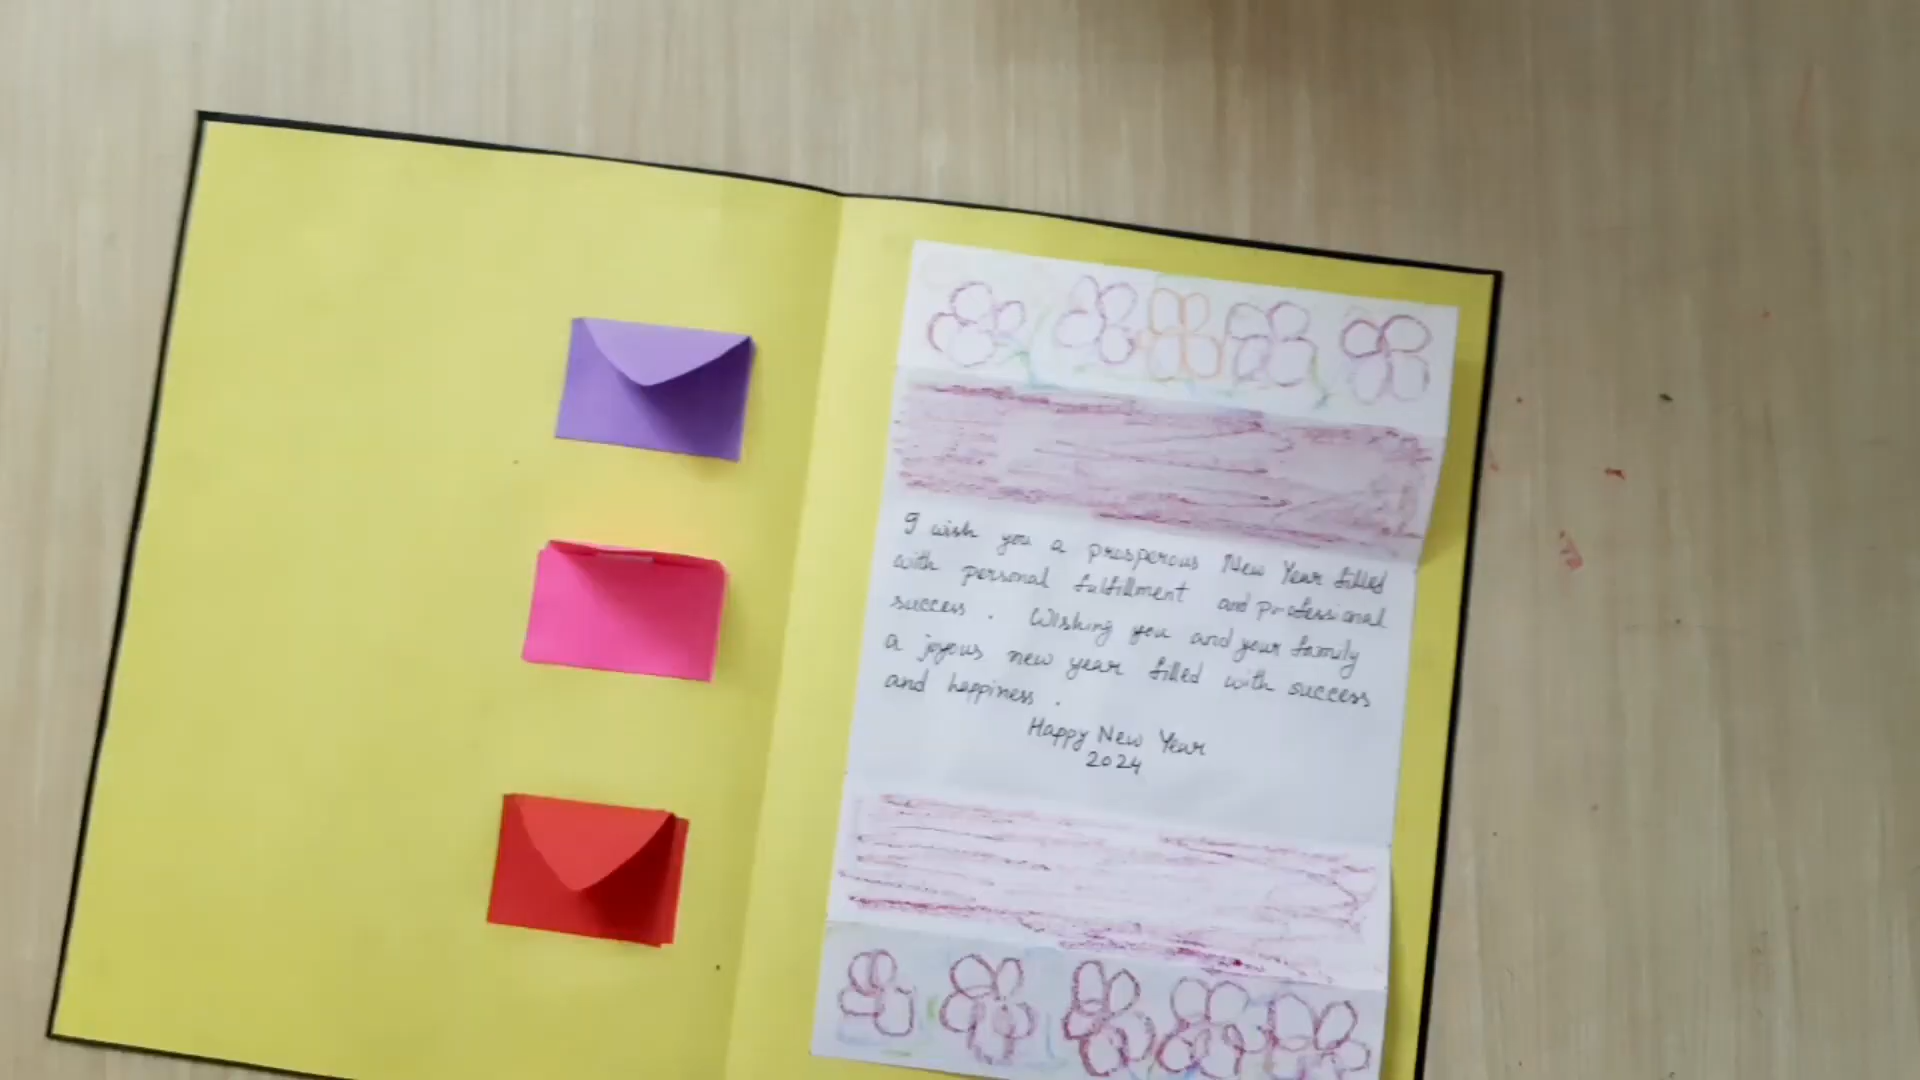 I wish you a prosperous New Year filled
with personal fulfillment and professional
success . Wishing you and your family
a joyous new year filled with success
and happiness .
Happy New Year
2024